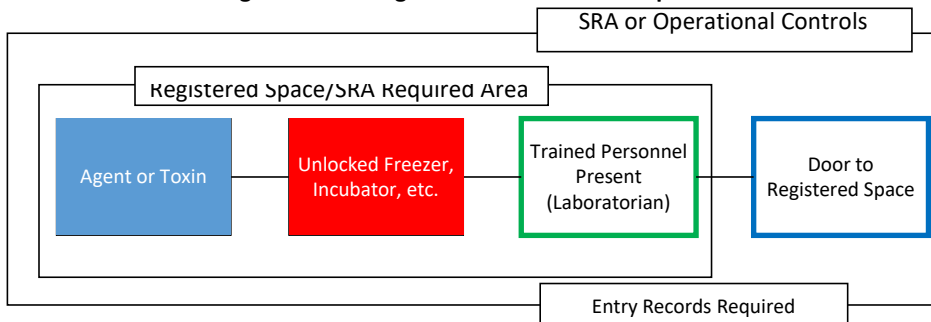 SRA or Operational Controls
Registered Space/SRA Required Area
Agent or Toxin
Unlocked Freezer,
Incubator, etc.
Trained Personnel
Present
(Laboratorian)
Door to
Registered Space
Entry Records Required